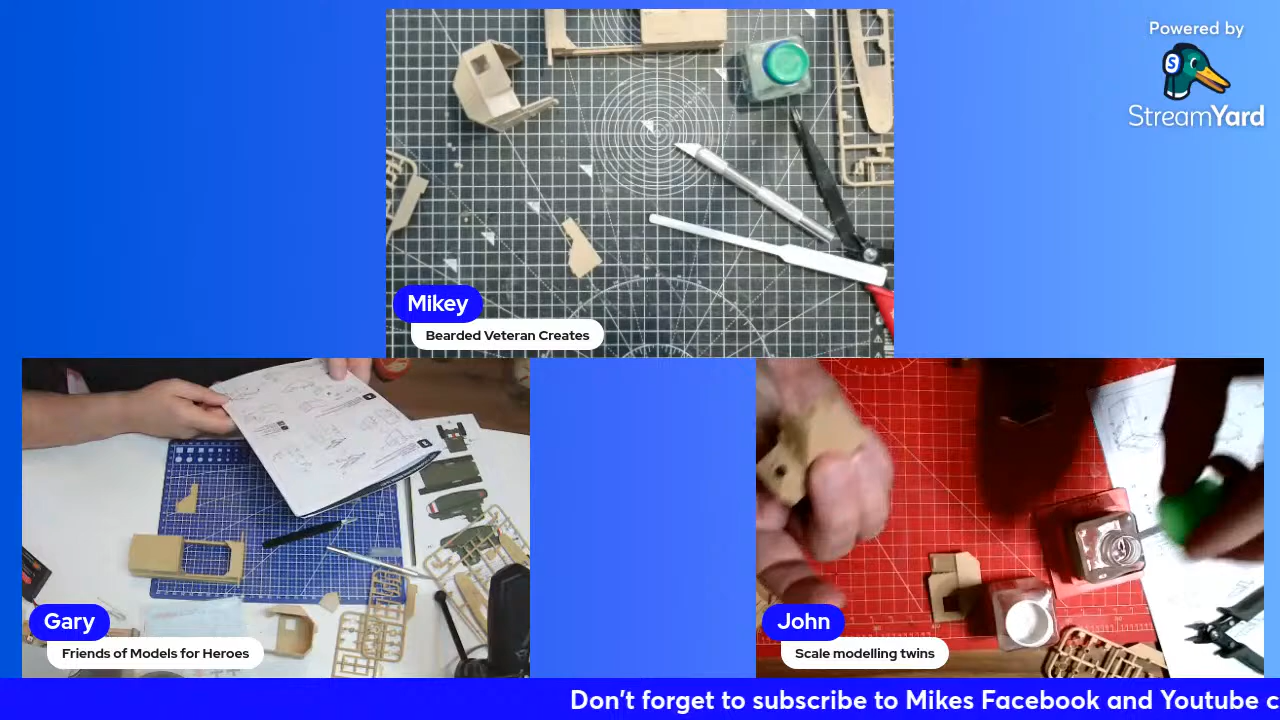 Powered by
StreamYard
Mikey
Bearded Veteran Creates
Gary
Friends of Models for Heroes
John
Scale modelling twins
Don't forget to subscribe to Mikes Facebook and Youtube c